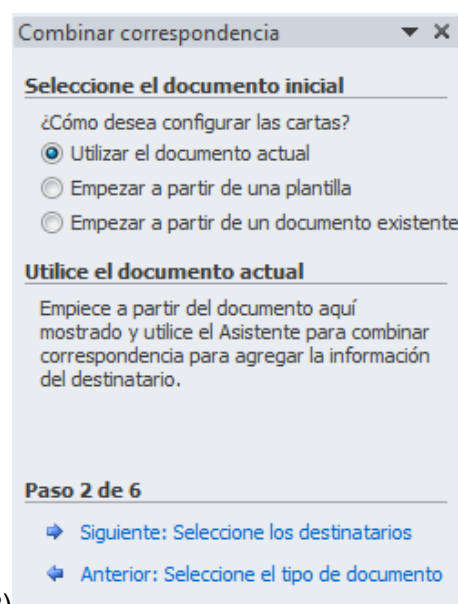 Combinar correspondencia
Seleccione el documento inicial
¿Cómo desea configurar las cartas?
Utilizar el documento actual
Empezar a partir de una plantilla
Empezar a partir de un documento existente
Utilice el documento actual
Empiece a partir del documento aquí
mostrado y utilice el Asistente para combinar
correspondencia para agregar la información
del destinatario.
Paso 2 de 6
Siguiente: Seleccione los destinatarios
Anterior: Seleccione el tipo de documento